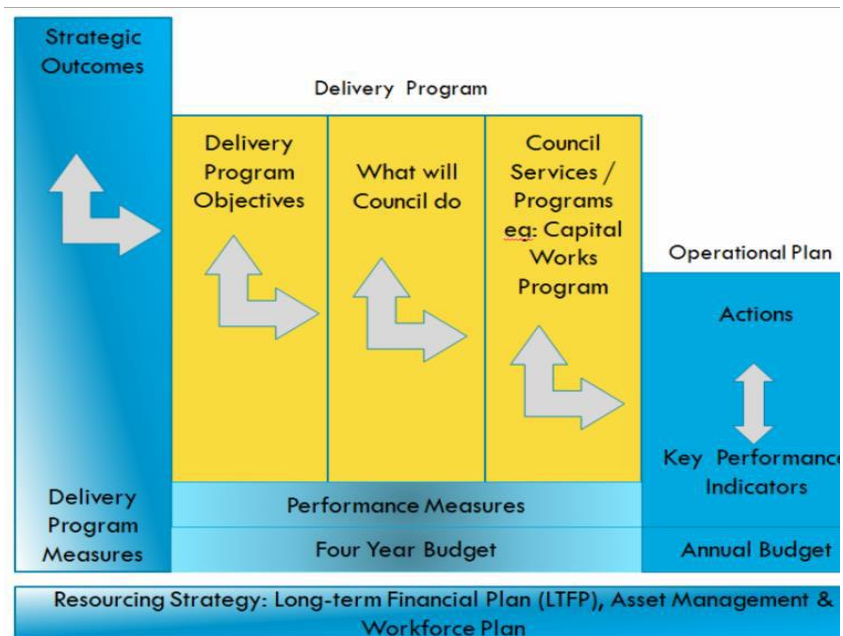 Strategic
Outcomes
Delivery Program
Delivery
Program
Objectives
What will
Council do
Council
Services /
Programs
eg: Capital
Works
Program
Operational Plan
Actions
Key Performance
Indicators
Delivery
Program
Measures
Performance Measures
Four Year Budget
Annual Budget
Resourcing Strategy: Long-term Financial Plan (LTFP), Asset Management &
Workforce Plan